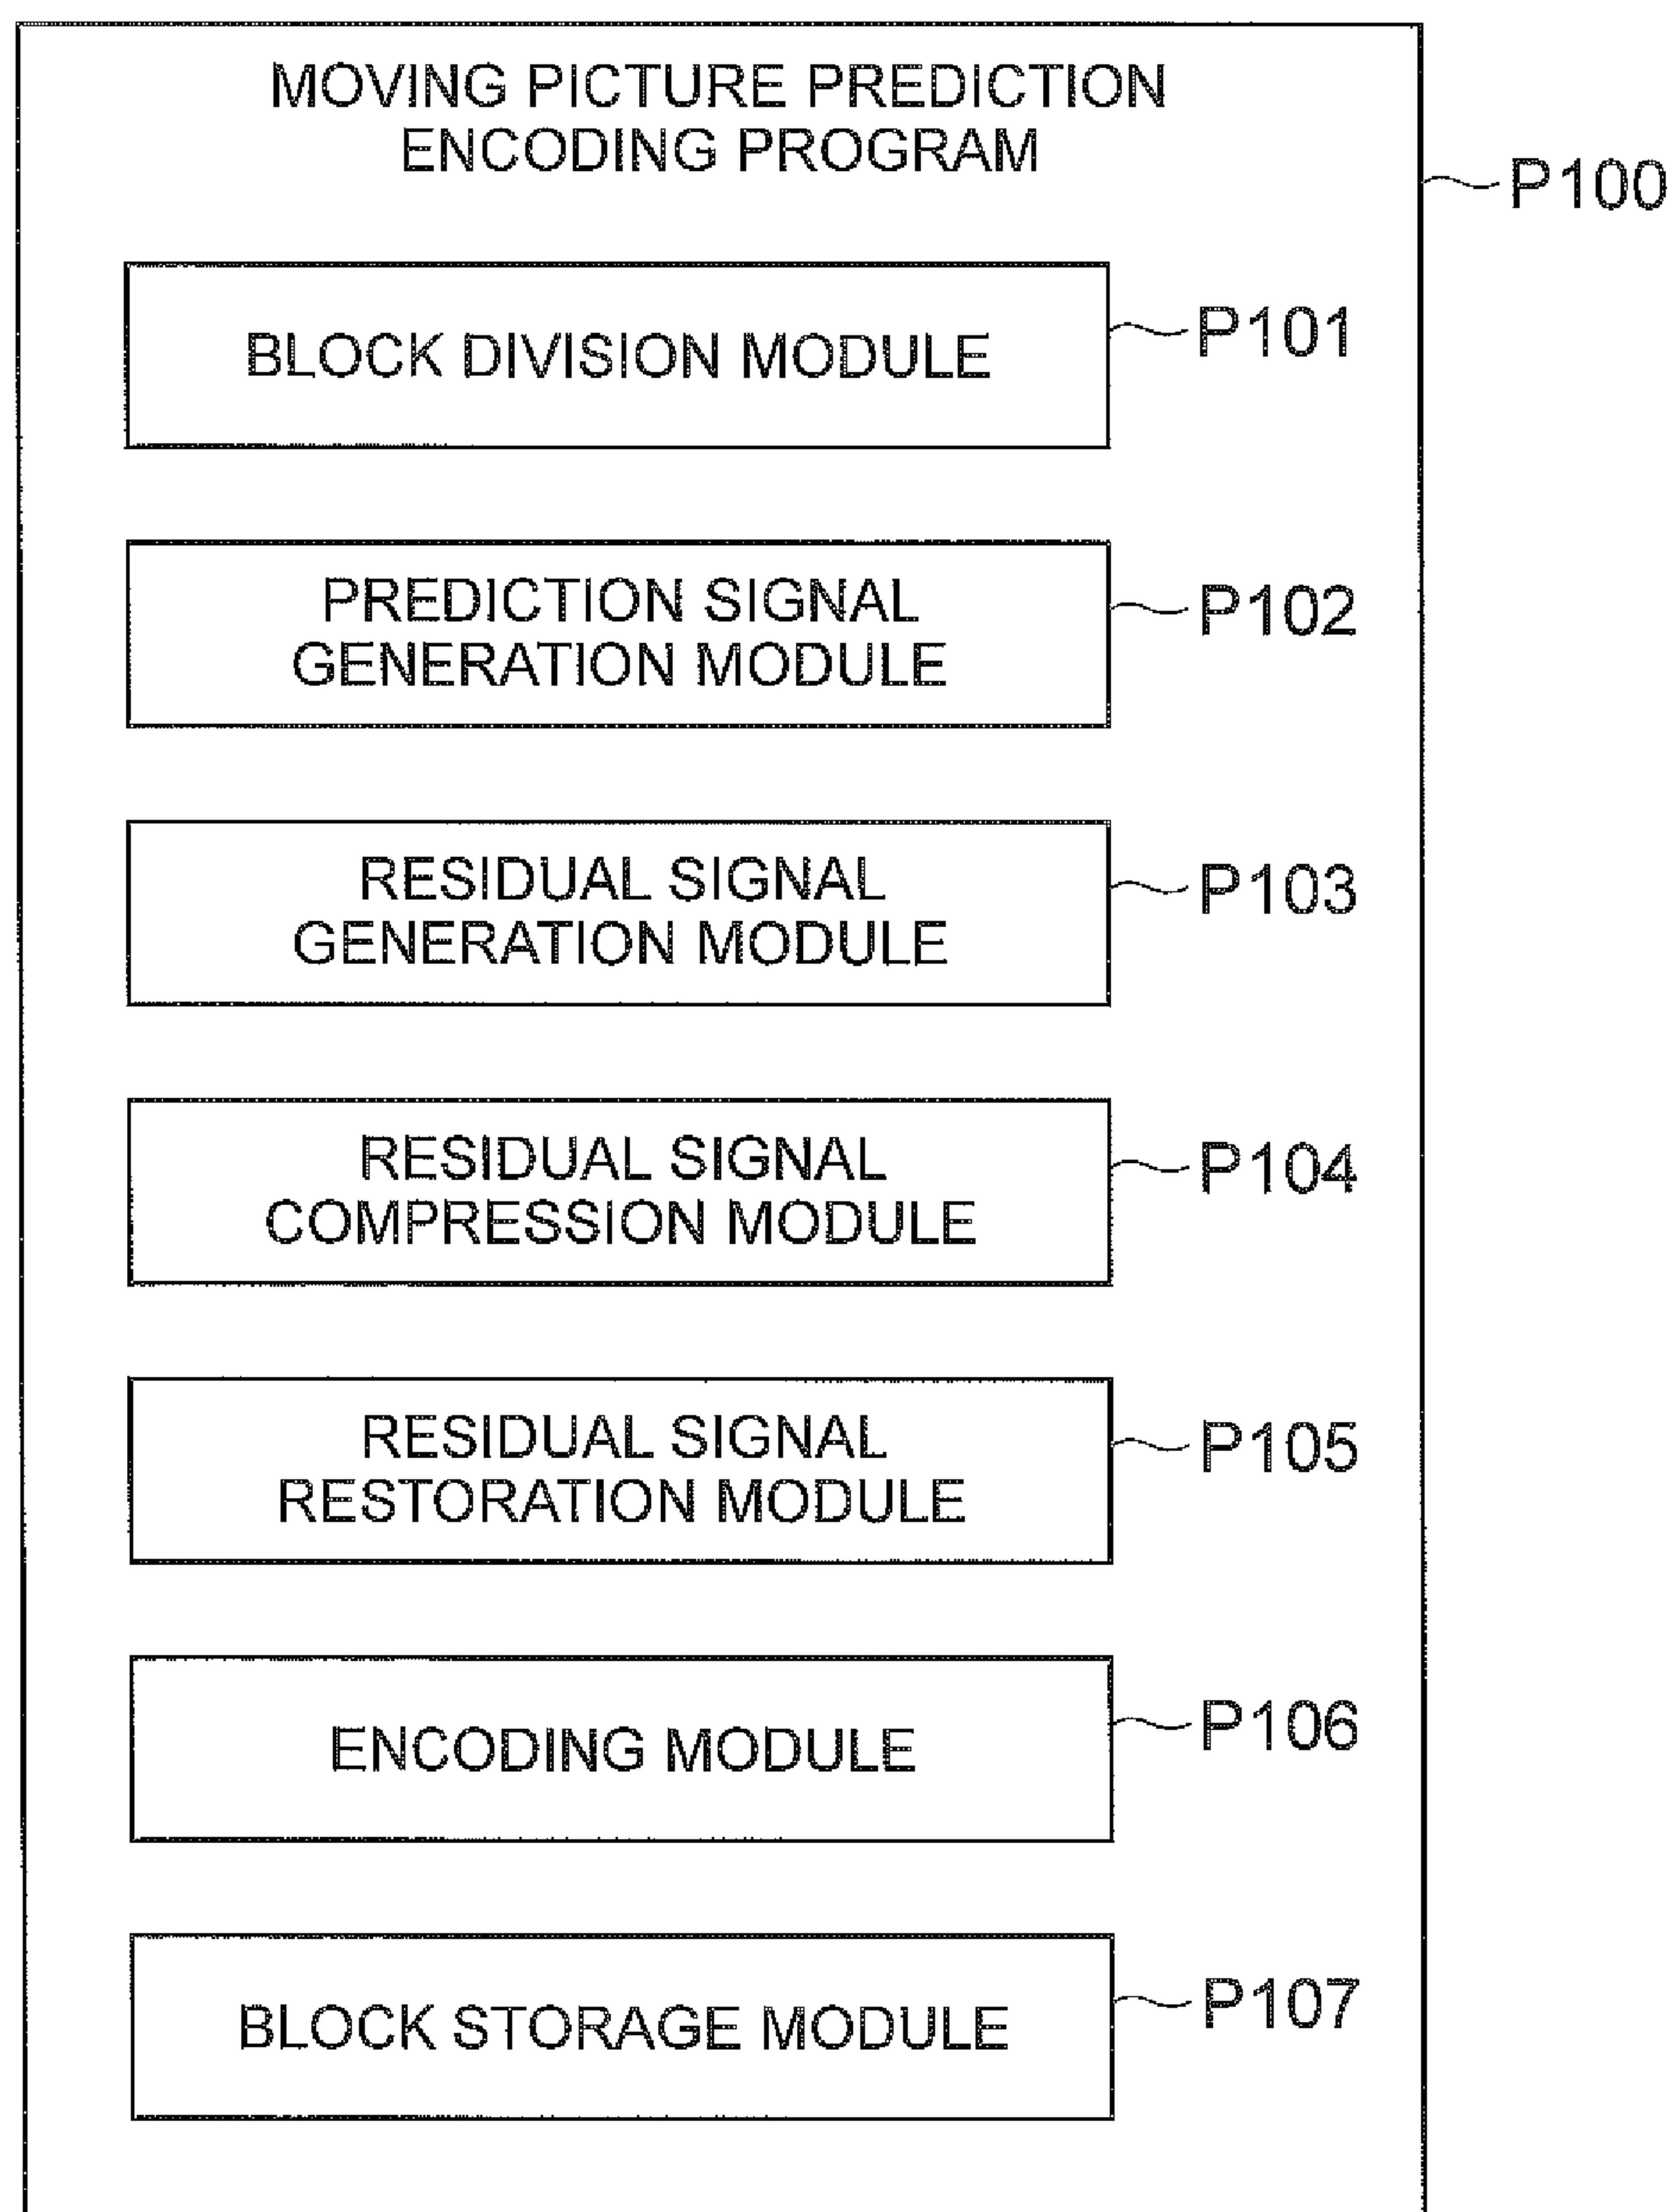 MOVING PICTURE PREDICTION
ENCODING PROGRAM
P100
BLOCK DIVISION MODULE
P101
PREDICTION SIGNAL
GENERATION MODULE
P102
RESIDUAL SIGNAL
GENERATION MODULE
P103
RESIDUAL SIGNAL
COMPRESSION MODULE
P104
RESIDUAL SIGNAL
RESTORATION MODULE
P105
ENCODING MODULE
P106
BLOCK STORAGE MODULE
P107